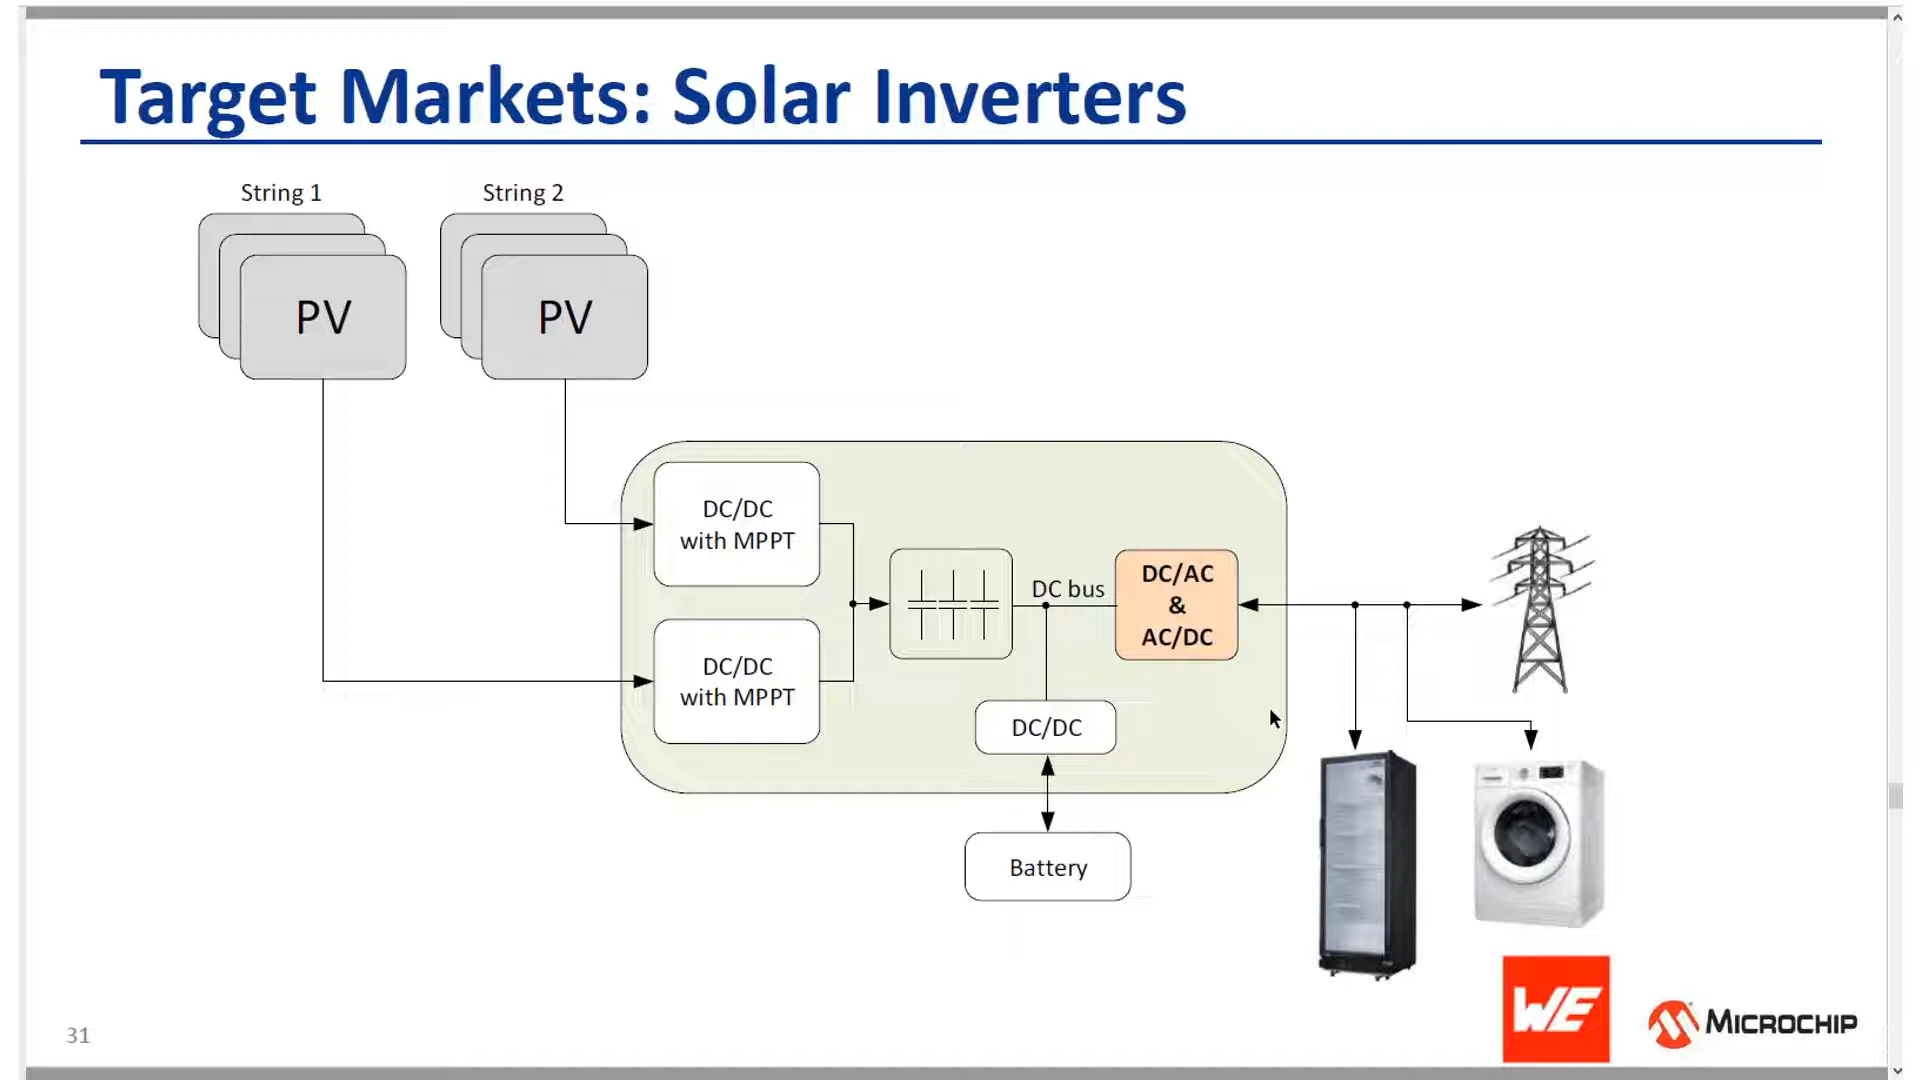 Target Markets: Solar Inverters
String 1
String 2
PV
PV
DC/DC
with MPPT
DC/DC
with MPPT
DC bus
DC/AC
&
AC/DC
DC/DC
Battery
31
WE
MICROCHIP